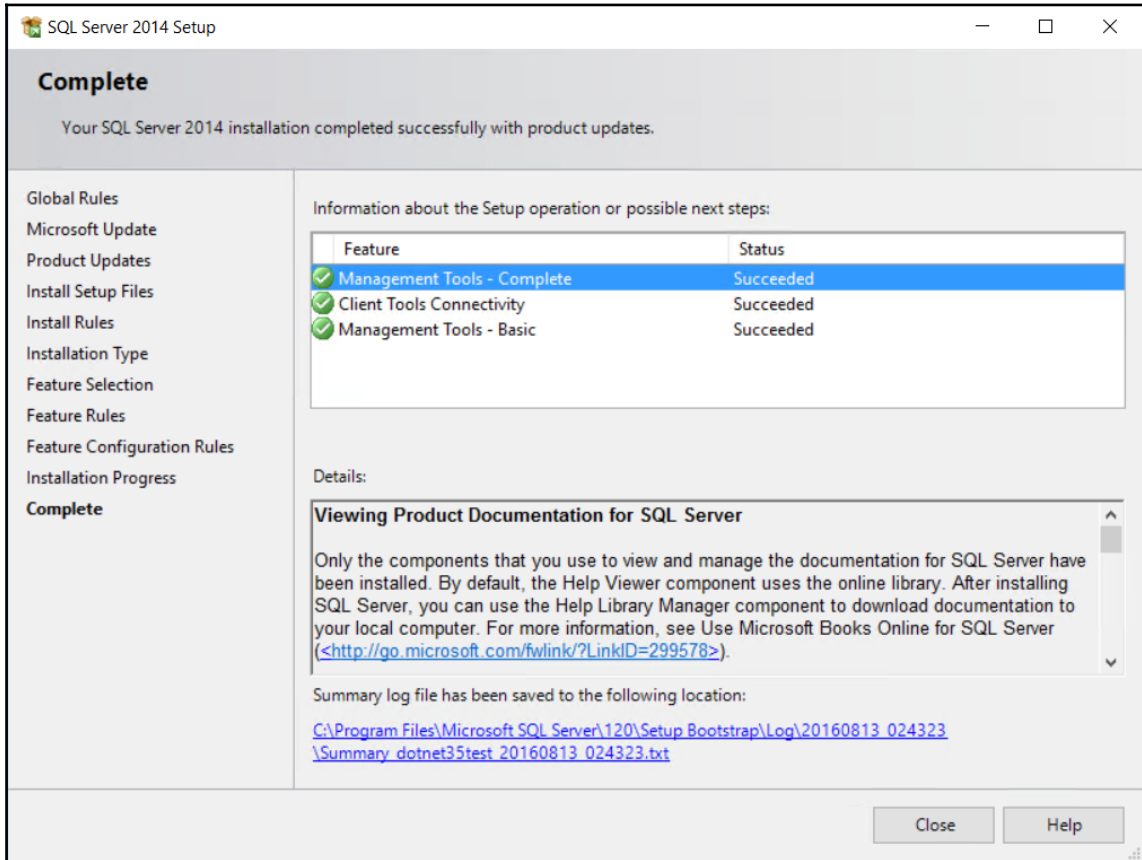 SQL Server 2014 Setup
Complete
Your SQL Server 2014 installation completed successfully with product updates.
Global Rules
Microsoft Update
Product Updates
Install Setup Files
Install Rules
Installation Type
Feature Selection
Feature Rules
Feature Configuration Rules
Installation Progress
Complete
Information about the Setup operation or possible next steps:
Feature Status
Management Tools - Complete Succeeded
Client Tools Connectivity Succeeded
Management Tools - Basic Succeeded
Details:
Viewing Product Documentation for SQL Server
Only the components that you use to view and manage the documentation for SQL Server have
been installed. By default, the Help Viewer component uses the online library. After installing
SQL Server, you can use the Help Library Manager component to download documentation to
your local computer. For more information, see Use Microsoft Books Online for SQL Server
(<http://go.microsoft.com/fwlink/?LinkID=299578>).
Summary log file has been saved to the following location:
C:\Program Files\Microsoft SQL Server\120\Setup Bootstrap\Log\20160813_024323
\Summary_dotnet35test_20160813_024323.txt
Close Help